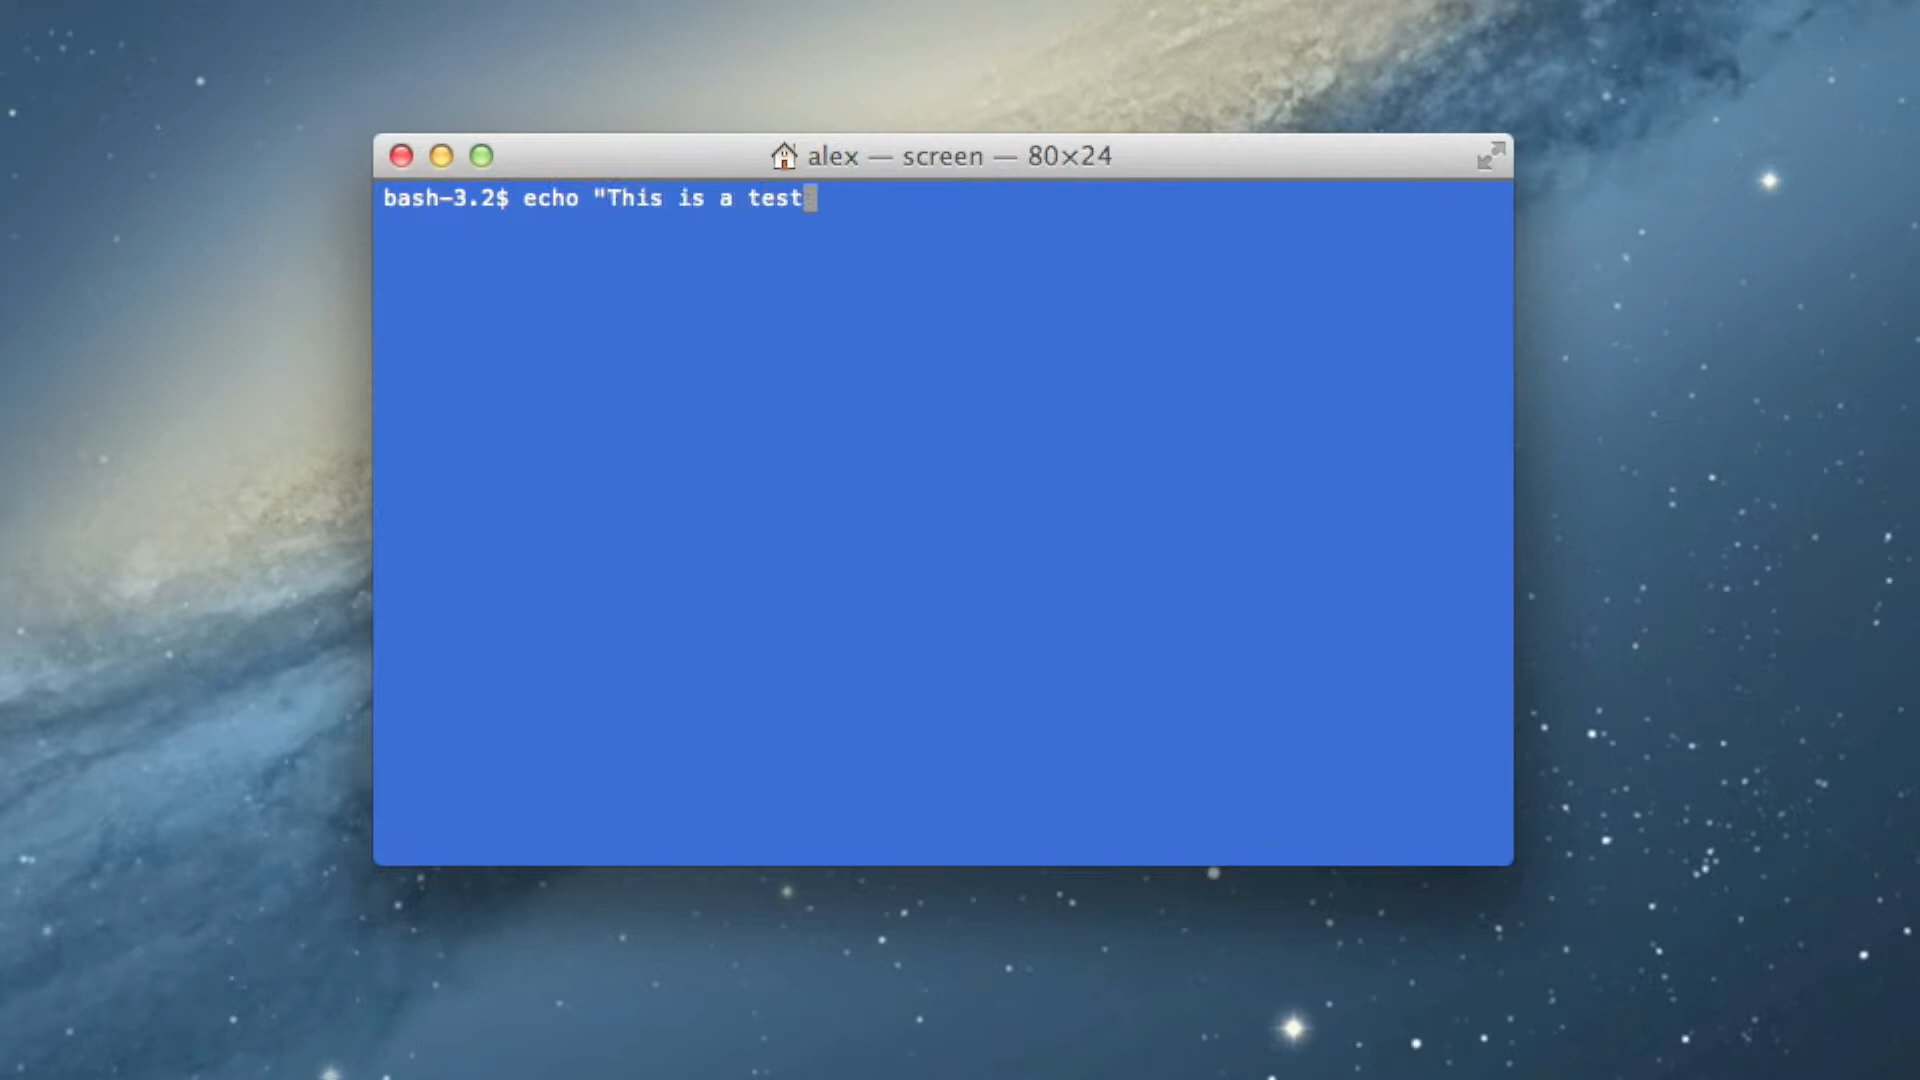 alex — screen — 80×24
bash-3.2$ echo "This is a test